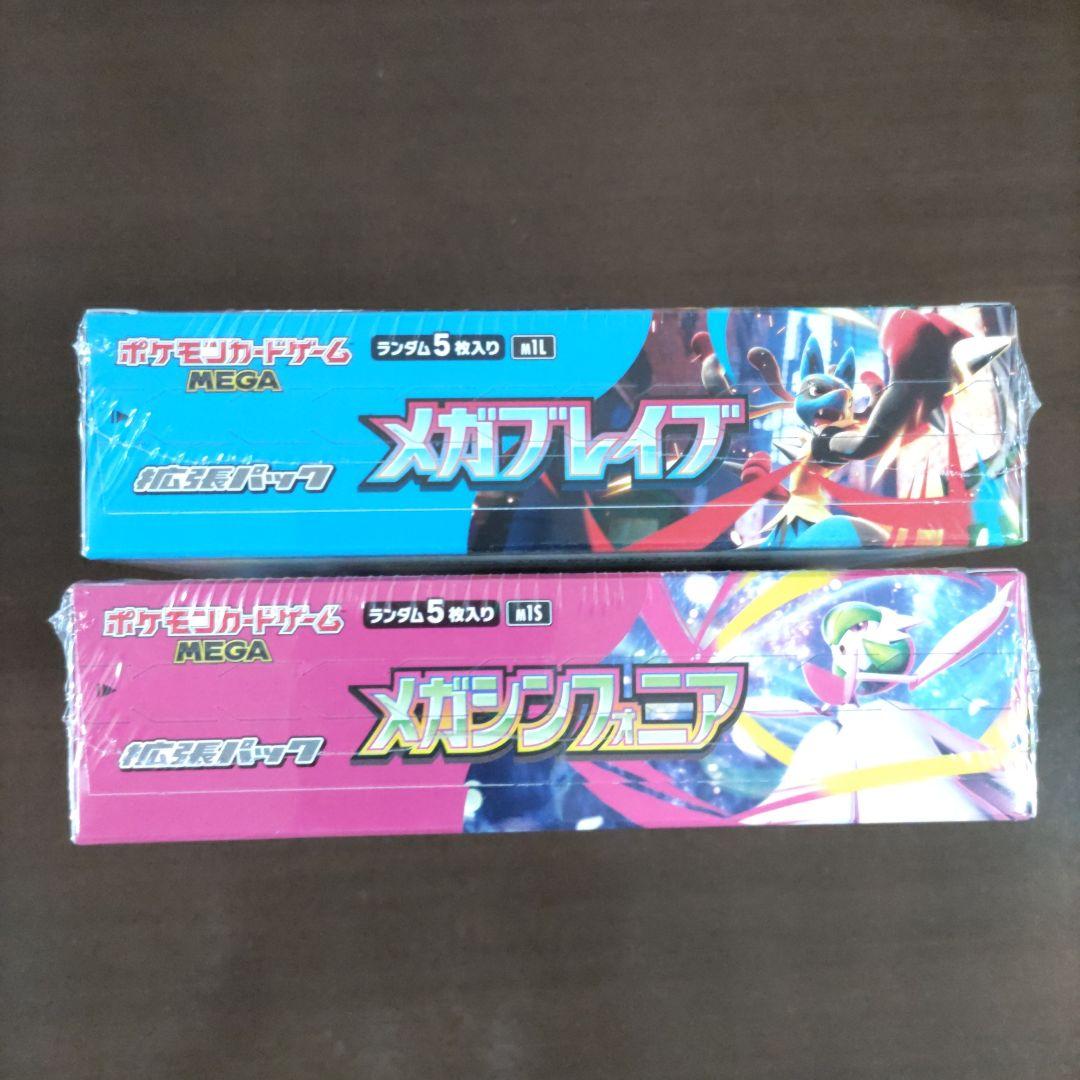 ポケモンカードゲーム
MEGA
ランダム5枚入り
M1L
メガブレイブ
拡張パック
ポケモンカードゲーム
MEGA
ランダム5枚入り
M1S
メガシンフォニア
拡張パック